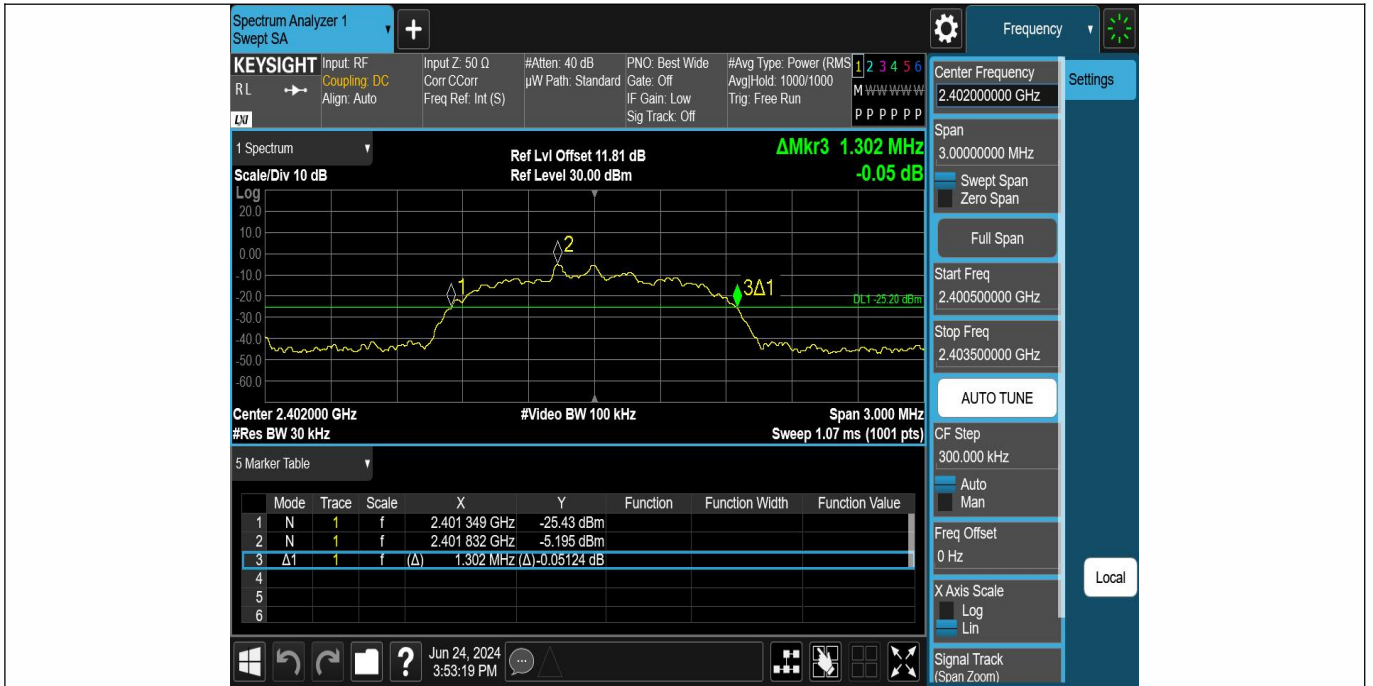 Spectrum Analyzer 1
Swept SA
+
Frequency
KEYSIGHT
RL
LXI
Input: RF
Coupling: DC
Align: Auto
Input Z: 50 Ω
Corr CCorr
Freq Ref: Int (S)
#Atten: 40 dB
µW Path: Standard
PNO: Best Wide
Gate: Off
IF Gain: Low
Sig Track: Off
#Avg Type: Power (RMS
Avg|Hold: 1000/1000
Trig: Free Run
1 2 3 4 5 6
M W W W W W
P P P P P P
1 Spectrum
Scale/Div 10 dB
Ref Lvl Offset 11.81 dB
Ref Level 30.00 dBm
ΔMkr3 1.302 MHz
-0.05 dB
Log
20.0
10.0
0.00
-10.0
-20.0
-30.0
-40.0
-50.0
-60.0
1
2
3Δ1
DL1 -25.20 dBm
Center 2.402000 GHz
#Video BW 100 kHz
Span 3.000 MHz
#Res BW 30 kHz
Sweep 1.07 ms (1001 pts)
5 Marker Table
Mode Trace Scale X Y Function Function Width Function Value
1 N 1 f 2.401 349 GHz -25.43 dBm
2 N 1 f 2.401 832 GHz -5.195 dBm
3 Δ1 1 f (Δ) 1.302 MHz (Δ) -0.05124 dB
4
5
6
?
Jun 24, 2024
3:53:19 PM
Center Frequency
2.402000000 GHz
Settings
Span
3.00000000 MHz
Swept Span
Zero Span
Full Span
Start Freq
2.400500000 GHz
Stop Freq
2.403500000 GHz
AUTO TUNE
CF Step
300.000 kHz
Auto
Man
Freq Offset
0 Hz
X Axis Scale
Log
Lin
Signal Track
(Span Zoom)
Local